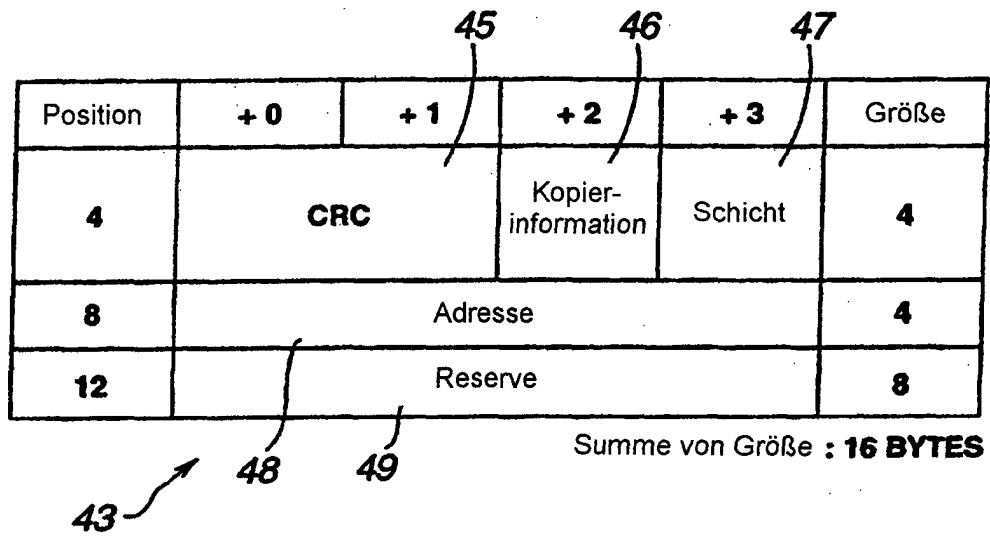 45 46 47
Position + 0 + 1 + 2 + 3 Größe
4 CRC Kopier-
information Schicht 4
8 Adresse 4
12 Reserve 8
48 49 Summe von Größe : 16 BYTES
43